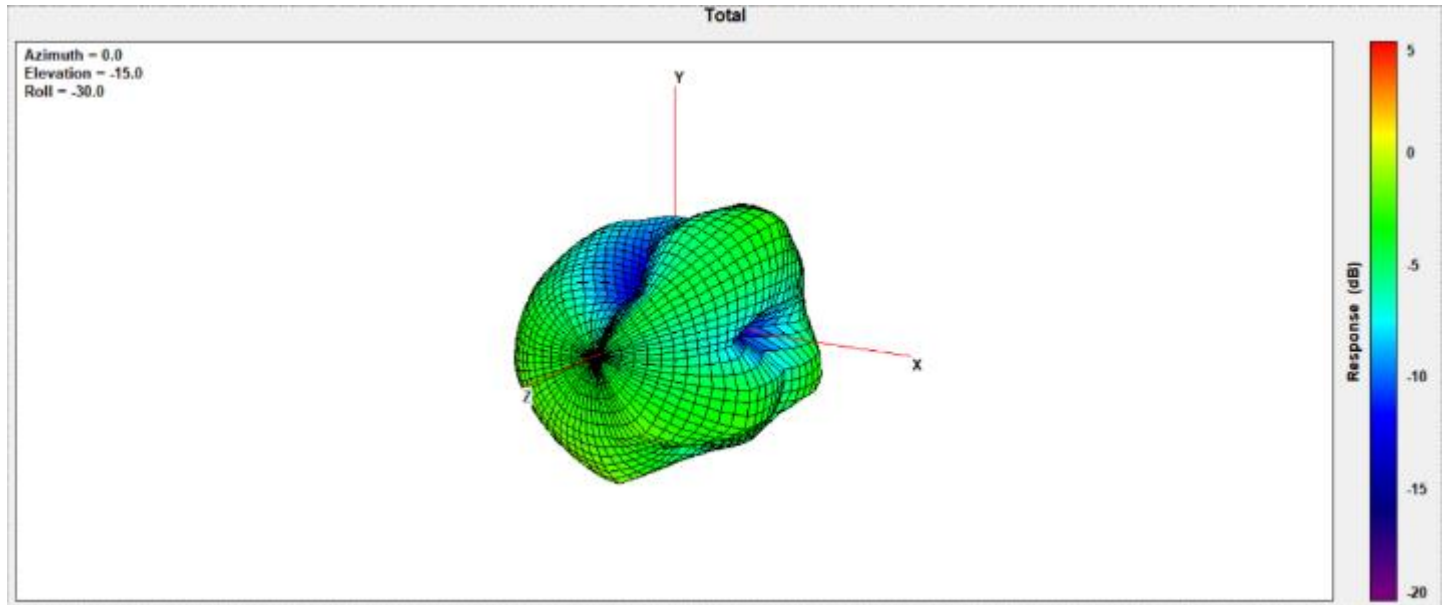 Total
Azimuth = 0.0
Elevation = -15.0
Roll = -30.0
Y
X
Z
5
0
-5
-10
-15
-20
Response (dB)